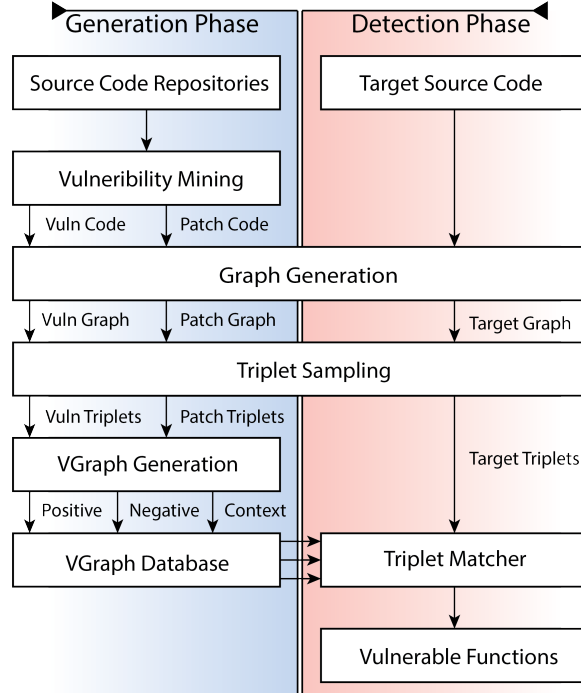 Generation Phase
Detection Phase
Source Code Repositories
Target Source Code
Vulneribility Mining
Vuln Code
Patch Code
Graph Generation
Vuln Graph
Patch Graph
Target Graph
Triplet Sampling
Vuln Triplets
Patch Triplets
VGraph Generation
Target Triplets
Positive
Negative
Context
VGraph Database
Triplet Matcher
Vulnerable Functions